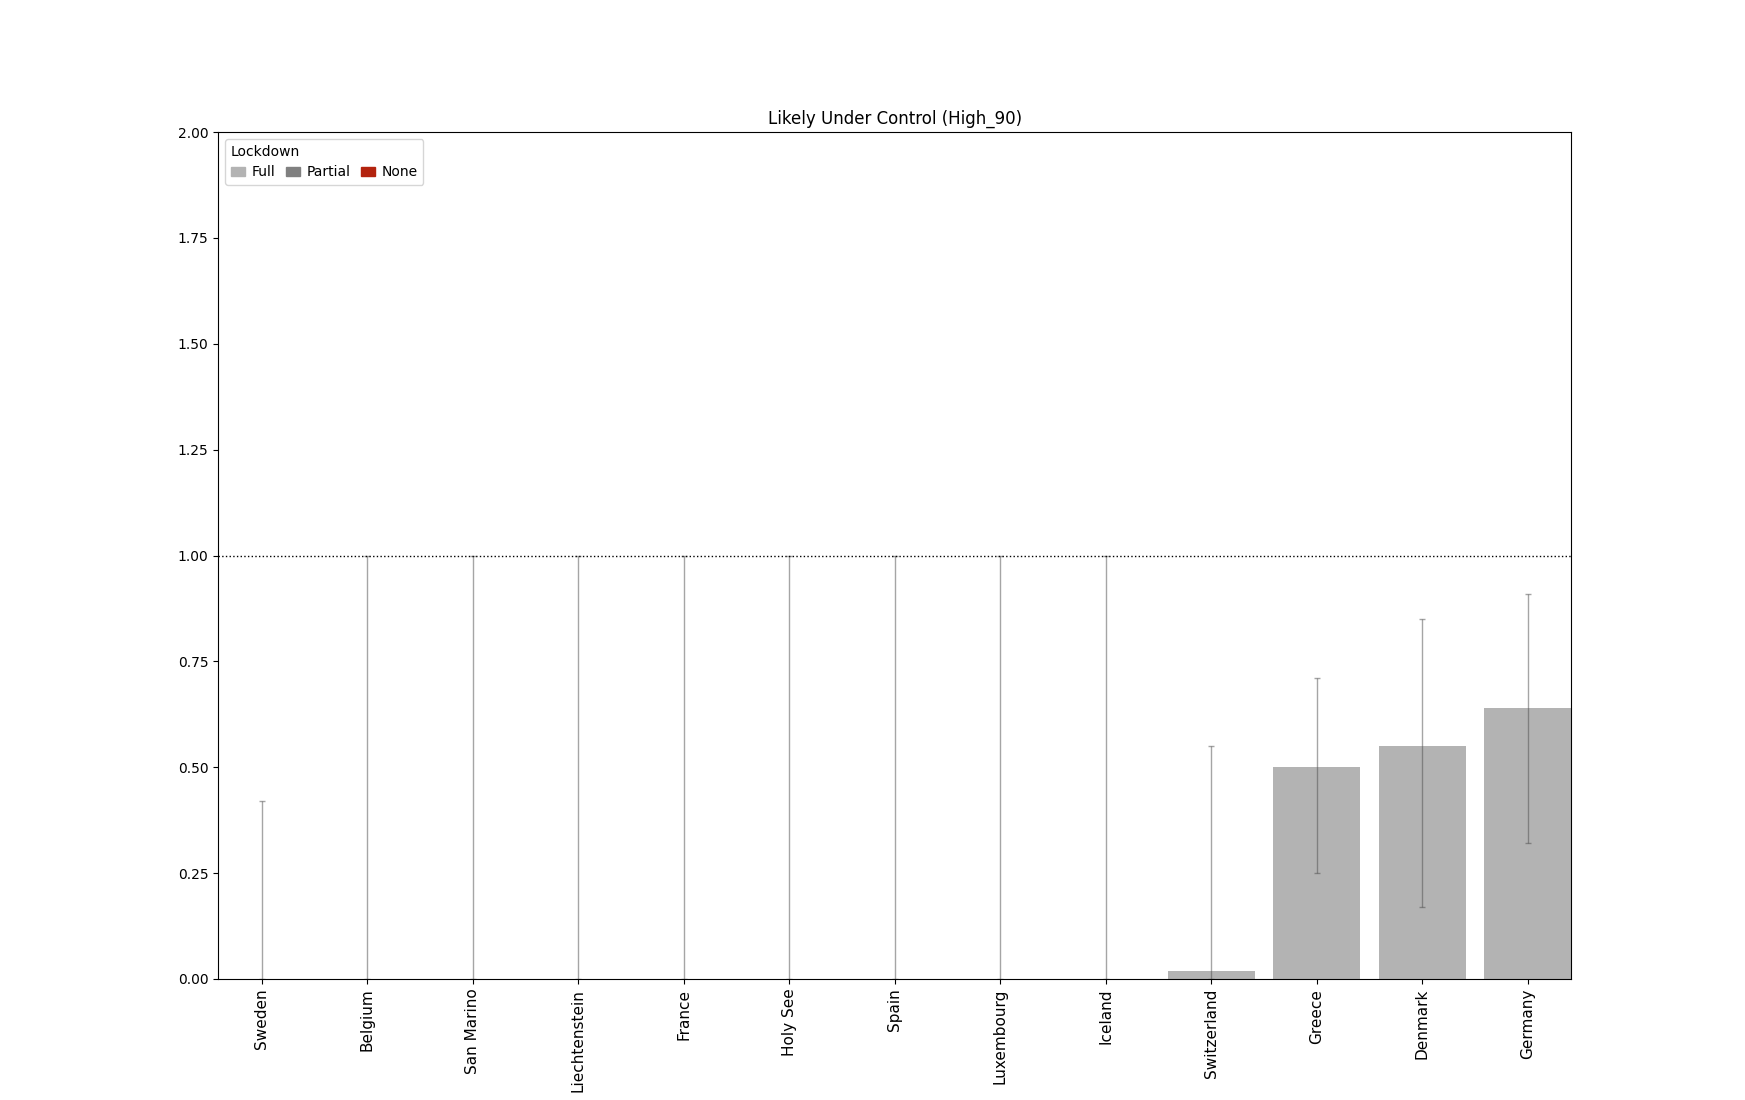 Likely Under Control (High_90)
Lockdown
Full Partial None
2.00
1.75
1.50
1.25
1.00
0.75
0.50
0.25
0.00
Sweden
Belgium
San Marino
Liechtenstein
France
Holy See
Spain
Luxembourg
Iceland
Switzerland
Greece
Denmark
Germany